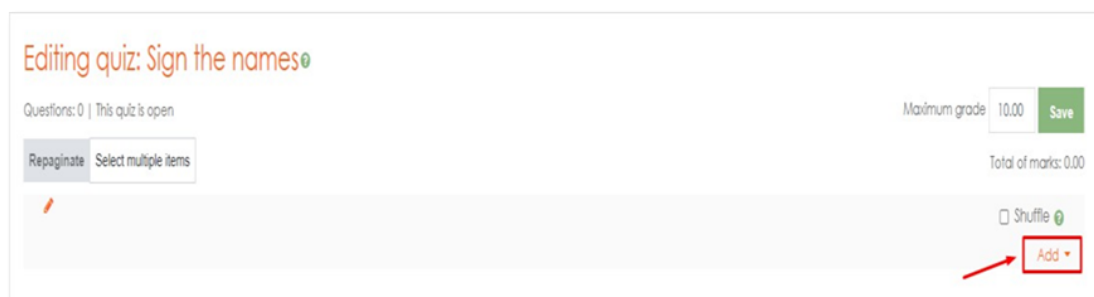 Editing quiz: Sign the names
Questions: 0 | This quiz is open
Maximum grade 10.00 Save
Repaginate Select multiple items
Total of marks: 0.00
Shuffle
Add